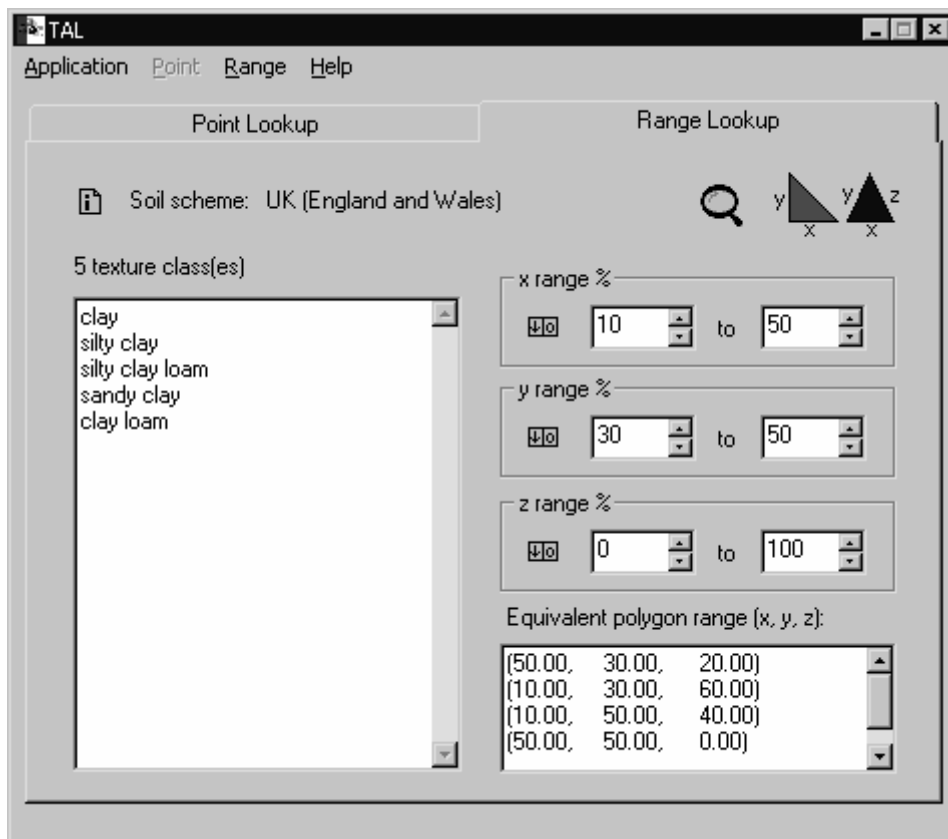 TAL
Application Point Range Help
Point Lookup
Range Lookup
Soil scheme: UK (England and Wales)
y x
y z x
5 texture class(es)
clay
silty clay
silty clay loam
sandy clay
clay loam
x range %
10 to 50
y range %
30 to 50
z range %
0 to 100
Equivalent polygon range (x, y, z):
(50.00, 30.00, 20.00)
(10.00, 30.00, 60.00)
(10.00, 50.00, 40.00)
(50.00, 50.00, 0.00)